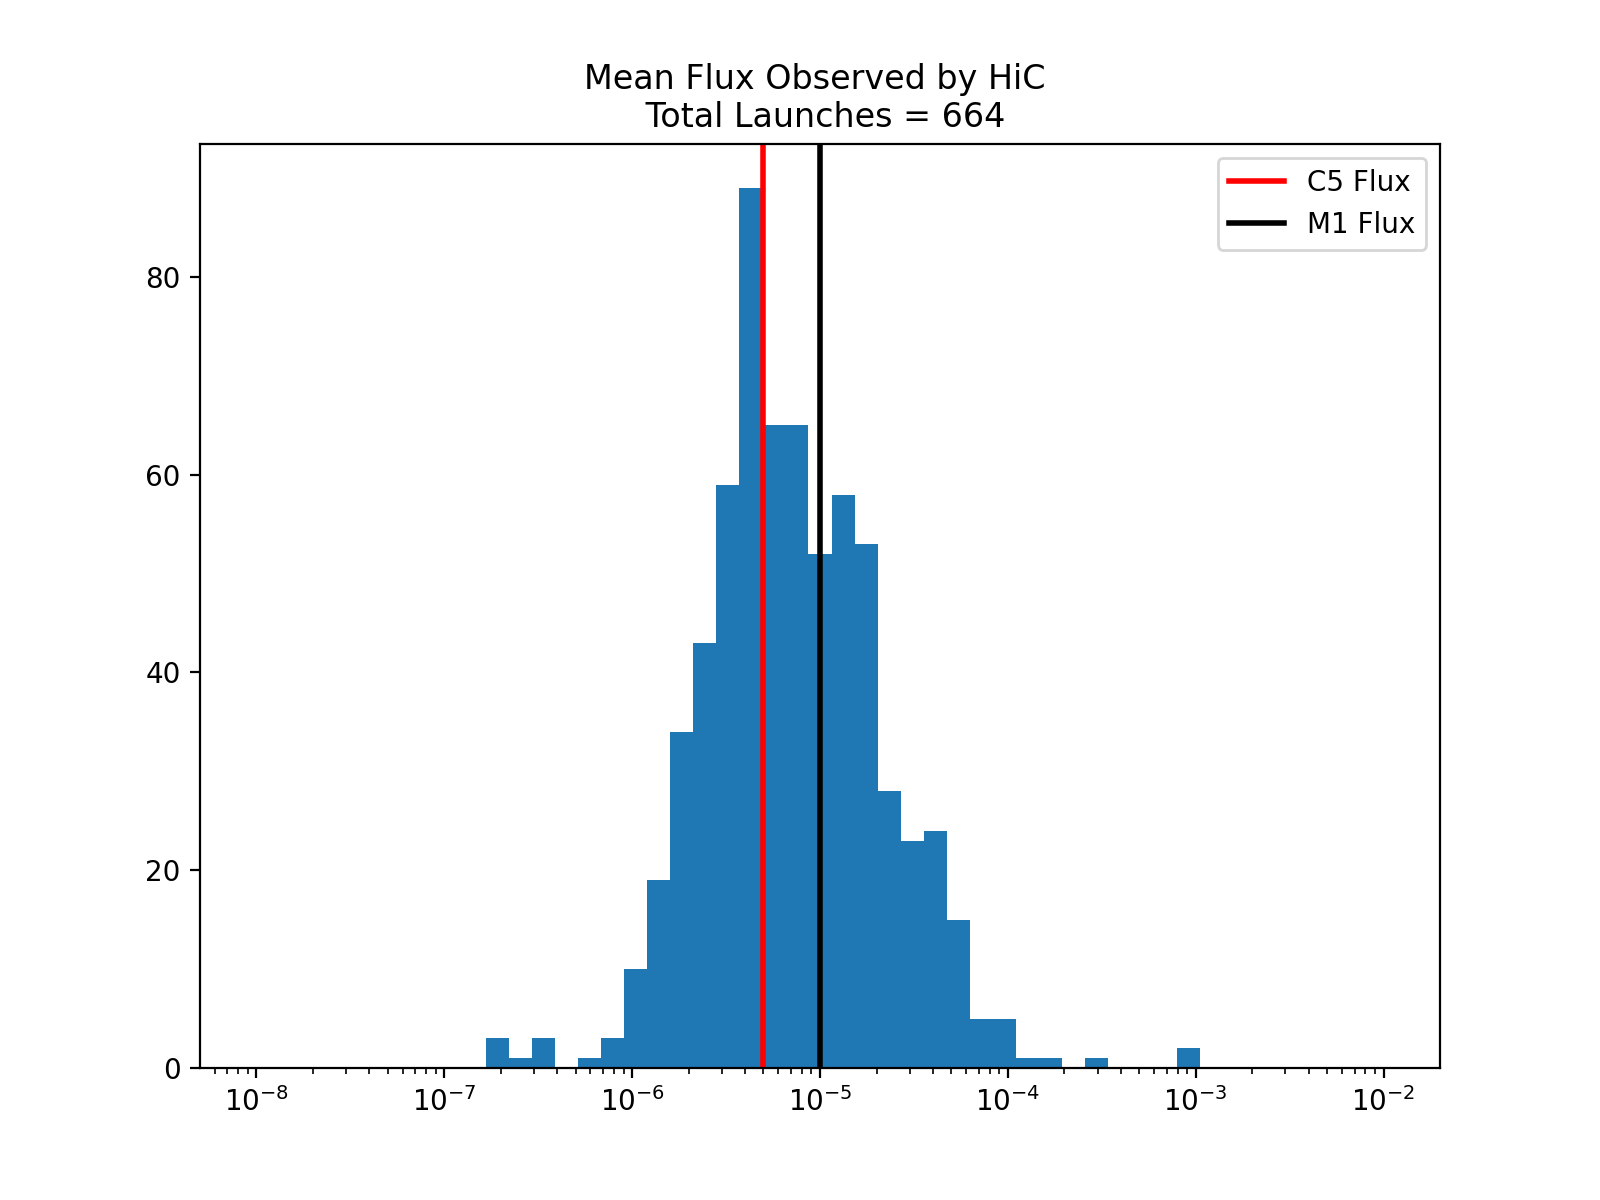 Mean Flux Observed by HiC
Total Launches = 664
C5 Flux
M1 Flux
80
60
40
20
0
10⁻⁸ 10⁻⁷ 10⁻⁶ 10⁻⁵ 10⁻⁴ 10⁻³ 10⁻²